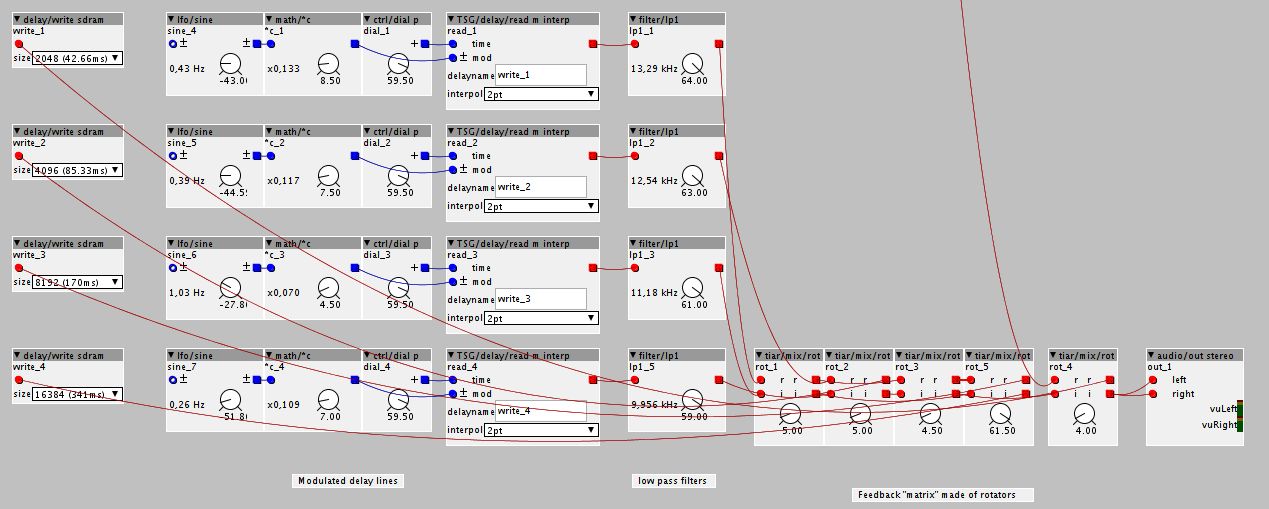 delay/write sdram lfo/sine math/*c ctrl/dial p TSG/delay/read m interp filter/lp1
write_1 sine_4 *c_1 dial_1 read_1 lp1_1
± ± + time
size 2048 (42.66ms) 0,43 Hz x0,133 ± mod 13,29 kHz
-43.0 8.50 59.50 delayname write_1 64.00
interpol 2pt
delay/write sdram lfo/sine math/*c ctrl/dial p TSG/delay/read m interp filter/lp1
write_2 sine_5 *c_2 dial_2 read_2 lp1_2
± ± + time
size 4096 (85.33ms) 0,39 Hz x0,117 ± mod 12,54 kHz
-44.5 7.50 59.50 delayname write_2 63.00
interpol 2pt
delay/write sdram lfo/sine math/*c ctrl/dial p TSG/delay/read m interp filter/lp1
write_3 sine_6 *c_3 dial_3 read_3 lp1_3
± ± + time
size 8192 (170ms) 1,03 Hz x0,070 ± mod 11,18 kHz
-27.8 4.50 59.50 delayname write_3 61.00
interpol 2pt
delay/write sdram lfo/sine math/*c ctrl/dial p TSG/delay/read m interp filter/lp1 tiar/mix/rot tiar/mix/rot tiar/mix/rot tiar/mix/rot tiar/mix/rot audio/out stereo
write_4 sine_7 *c_4 dial_4 read_4 lp1_5 rot_1 rot_2 rot_3 rot_5 rot_4 out_1
± ± + time r r r r r r r r r r left
size 16384 (341ms) 0,26 Hz x0,109 ± mod 9,956 kHz i i i i i i i i i i right
-51.8 7.00 59.50 delayname write_4 59.00 5.00 5.00 4.50 61.50 4.00 vuLeft
interpol 2pt vuRight
Modulated delay lines low pass filters
Feedback "matrix" made of rotators